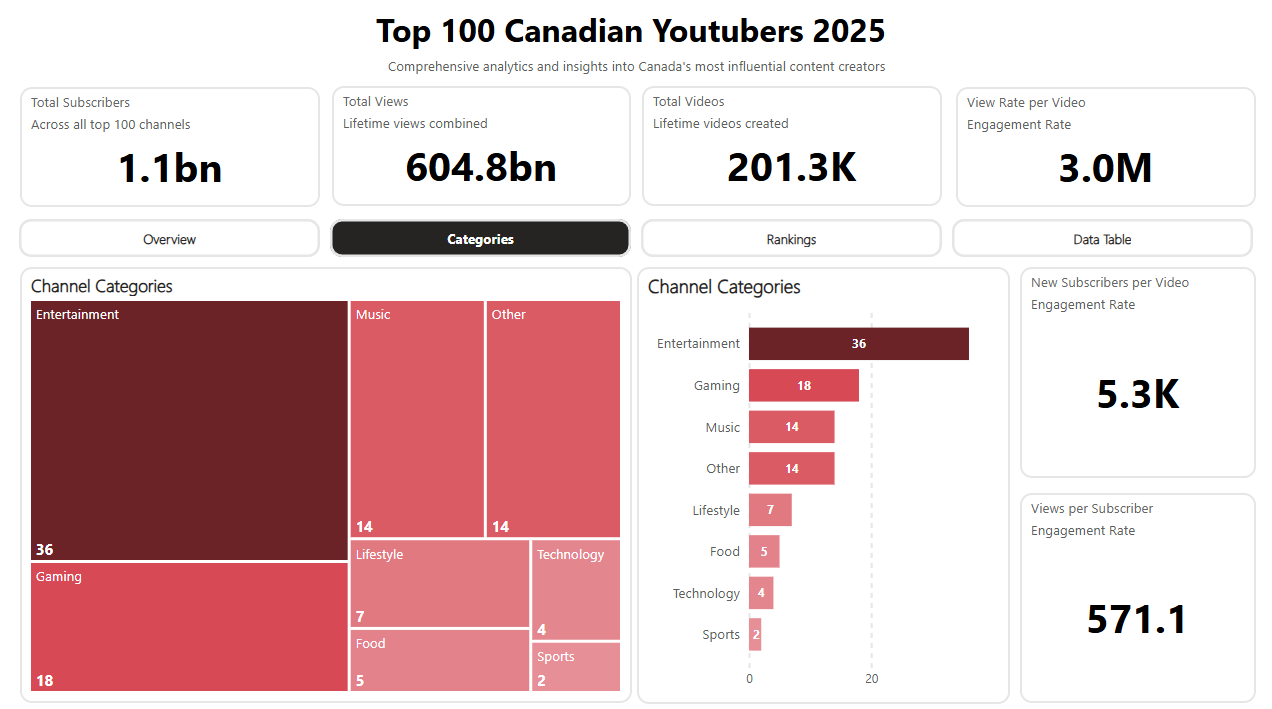 Top 100 Canadian Youtubers 2025
Comprehensive analytics and insights into Canada's most influential content creators
Total Subscribers
Across all top 100 channels
1.1bn
Total Views
Lifetime views combined
604.8bn
Total Videos
Lifetime videos created
201.3K
View Rate per Video
Engagement Rate
3.0M
Overview
Categories
Rankings
Data Table
Channel Categories
Entertainment
36
Gaming
18
Music
14
Other
14
Lifestyle
7
Food
5
Technology
4
Sports
2
Channel Categories
Entertainment 36
Gaming 18
Music 14
Other 14
Lifestyle 7
Food 5
Technology 4
Sports 2
0 20
New Subscribers per Video
Engagement Rate
5.3K
Views per Subscriber
Engagement Rate
571.1